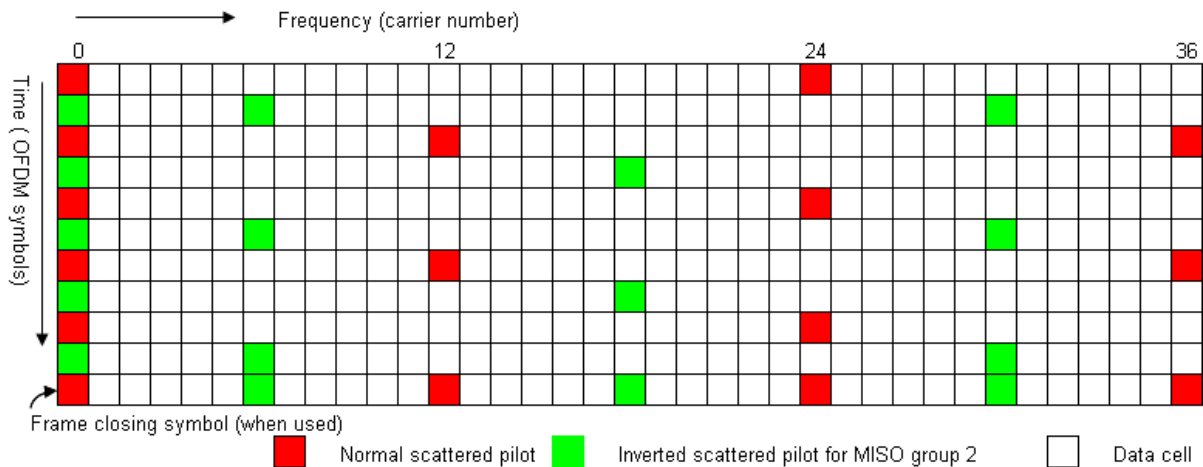 Frequency (carrier number)
0 12 24 36
Time ( OFDM symbols)
Frame closing symbol (when used)
Normal scattered pilot Inverted scattered pilot for MISO group 2 Data cell